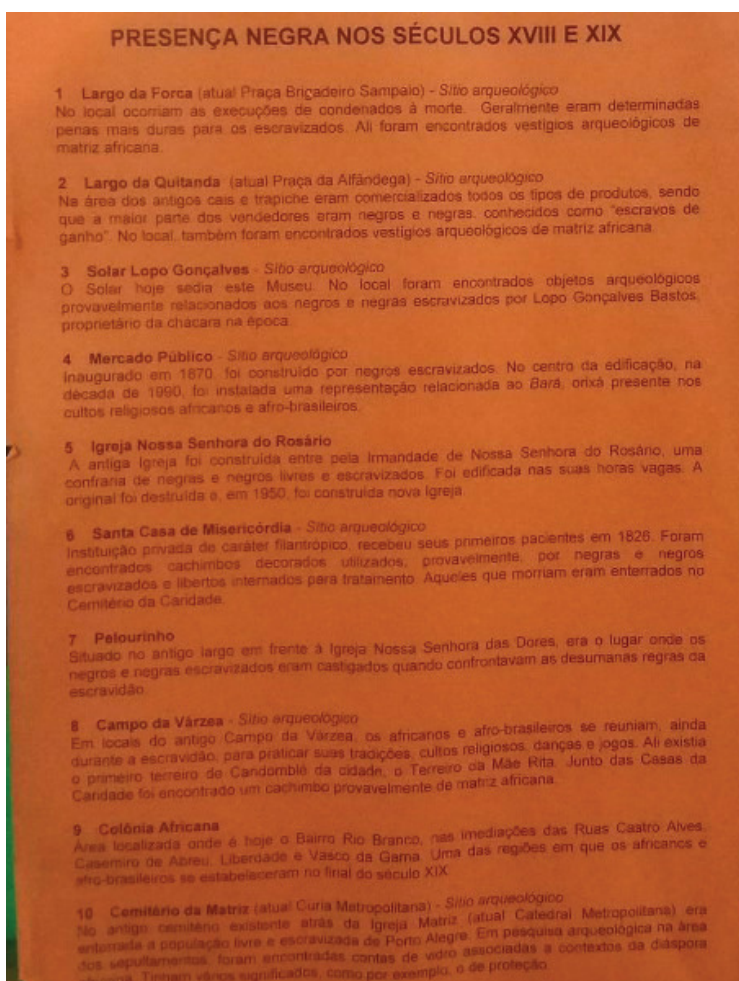 PRESENÇA NEGRA NOS SÉCULOS XVIII E XIX
1 Largo da Forca (atual Praça Brigadeiro Sampaio) - Sítio arqueológico
No local ocorriam as execuções de condenados à morte. Geralmente eram determinadas
penas mais duras para os escravizados. Ali foram encontrados vestígios arqueológicos de
matriz africana.
2 Largo da Quitanda (atual Praça da Alfândega) - Sítio arqueológico
Na área dos antigos cais e trapiche eram comercializados todos os tipos de produtos, sendo
que a maior parte dos vendedores eram negros e negras, conhecidos como "escravos de
ganho". No local, também foram encontrados vestígios arqueológicos de matriz africana.
3 Solar Lopo Gonçalves - Sítio arqueológico
O Solar hoje sedia este Museu. No local foram encontrados objetos arqueológicos
provavelmente relacionados aos negros e negras escravizados por Lopo Gonçalves Bastos,
proprietário da chácara na época.
4 Mercado Público - Sítio arqueológico
Inaugurado em 1870, foi construído por negros escravizados. No centro da edificação, na
década de 1990, foi instalada uma representação relacionada ao Bará, orixá presente nos
cultos religiosos africanos e afro-brasileiros.
5 Igreja Nossa Senhora do Rosário
A antiga Igreja foi construída entre pela Irmandade de Nossa Senhora do Rosário, uma
confraria de negras e negros livres e escravizados. Foi edificada nas suas horas vagas. A
original foi destruída e, em 1950, foi construída nova Igreja.
6 Santa Casa de Misericórdia - Sítio arqueológico
Instituição privada de caráter filantrópico, recebeu seus primeiros pacientes em 1826. Foram
encontrados cachimbos decorados utilizados, provavelmente, por negras e negros
escravizados e libertos internados para tratamento. Aqueles que morriam eram enterrados no
Cemitério da Caridade.
7 Pelourinho
Situado no antigo largo em frente à Igreja Nossa Senhora das Dores, era o lugar onde os
negros e negras escravizados eram castigados quando confrontavam as desumanas regras da
escravidão.
8 Campo da Várzea - Sítio arqueológico
Em locais do antigo Campo da Várzea, os africanos e afro-brasileiros se reuniam, ainda
durante a escravidão, para praticar suas tradições, cultos religiosos, danças e jogos. Ali existia
o primeiro terreiro de Candomblé da cidade, o Terreiro da Mãe Rita. Junto das Casas da
Caridade foi encontrado um cachimbo provavelmente de matriz africana.
9 Colônia Africana
Área localizada onde é hoje o Bairro Rio Branco, nas imediações das Ruas Castro Alves,
Casemiro de Abreu, Liberdade e Vasco da Gama. Uma das regiões em que os africanos e
afro-brasileiros se estabeleceram no final do século XIX.
10 Cemitério da Matriz (atual Cúria Metropolitana) - Sítio arqueológico
No antigo cemitério existente atrás da Igreja Matriz (atual Catedral Metropolitana) era
enterrada a população livre e escravizada de Porto Alegre. Em pesquisa arqueológica na área
dos sepultamentos, foram encontradas contas de vidro associadas a contextos da diáspora
africana. Tinham vários significados, como por exemplo, o de proteção.